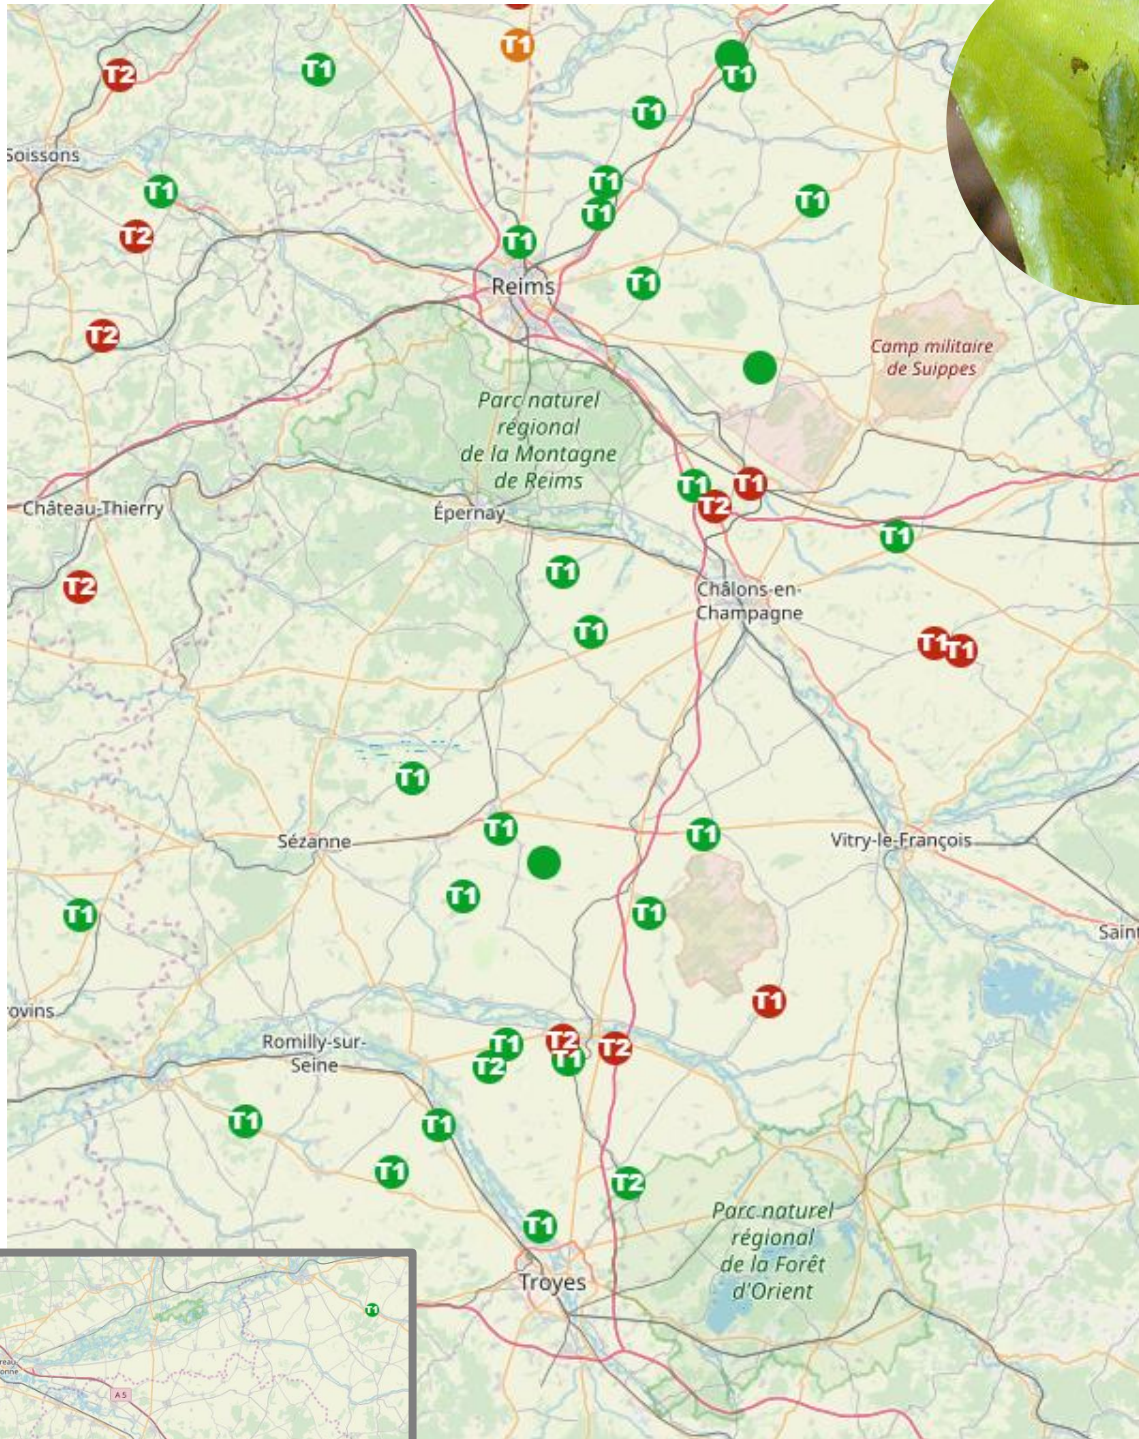 T1
T2
T1
T1
T1
Soissons
T1
T1
T1
T2
T1
T1
Reims
T1
T2
Camp militaire
de Suippes
Parc naturel
régional
de la Montagne
de Reims
T1
T1
T2
Château-Thierry
Épernay
T1
T1
Châlons-en-
Champagne
T2
T1
T1
T1
T1
T1
T1
Sézanne
Vitry-le-François
T1
T1
T1
Saint
T1
ovins
Romilly-sur-
Seine
T1
T2
T2
T2
T1
T1
T1
T1
T2
Parc naturel
régional
de la Forêt
d'Orient
T1
Troyes
T1
A 5